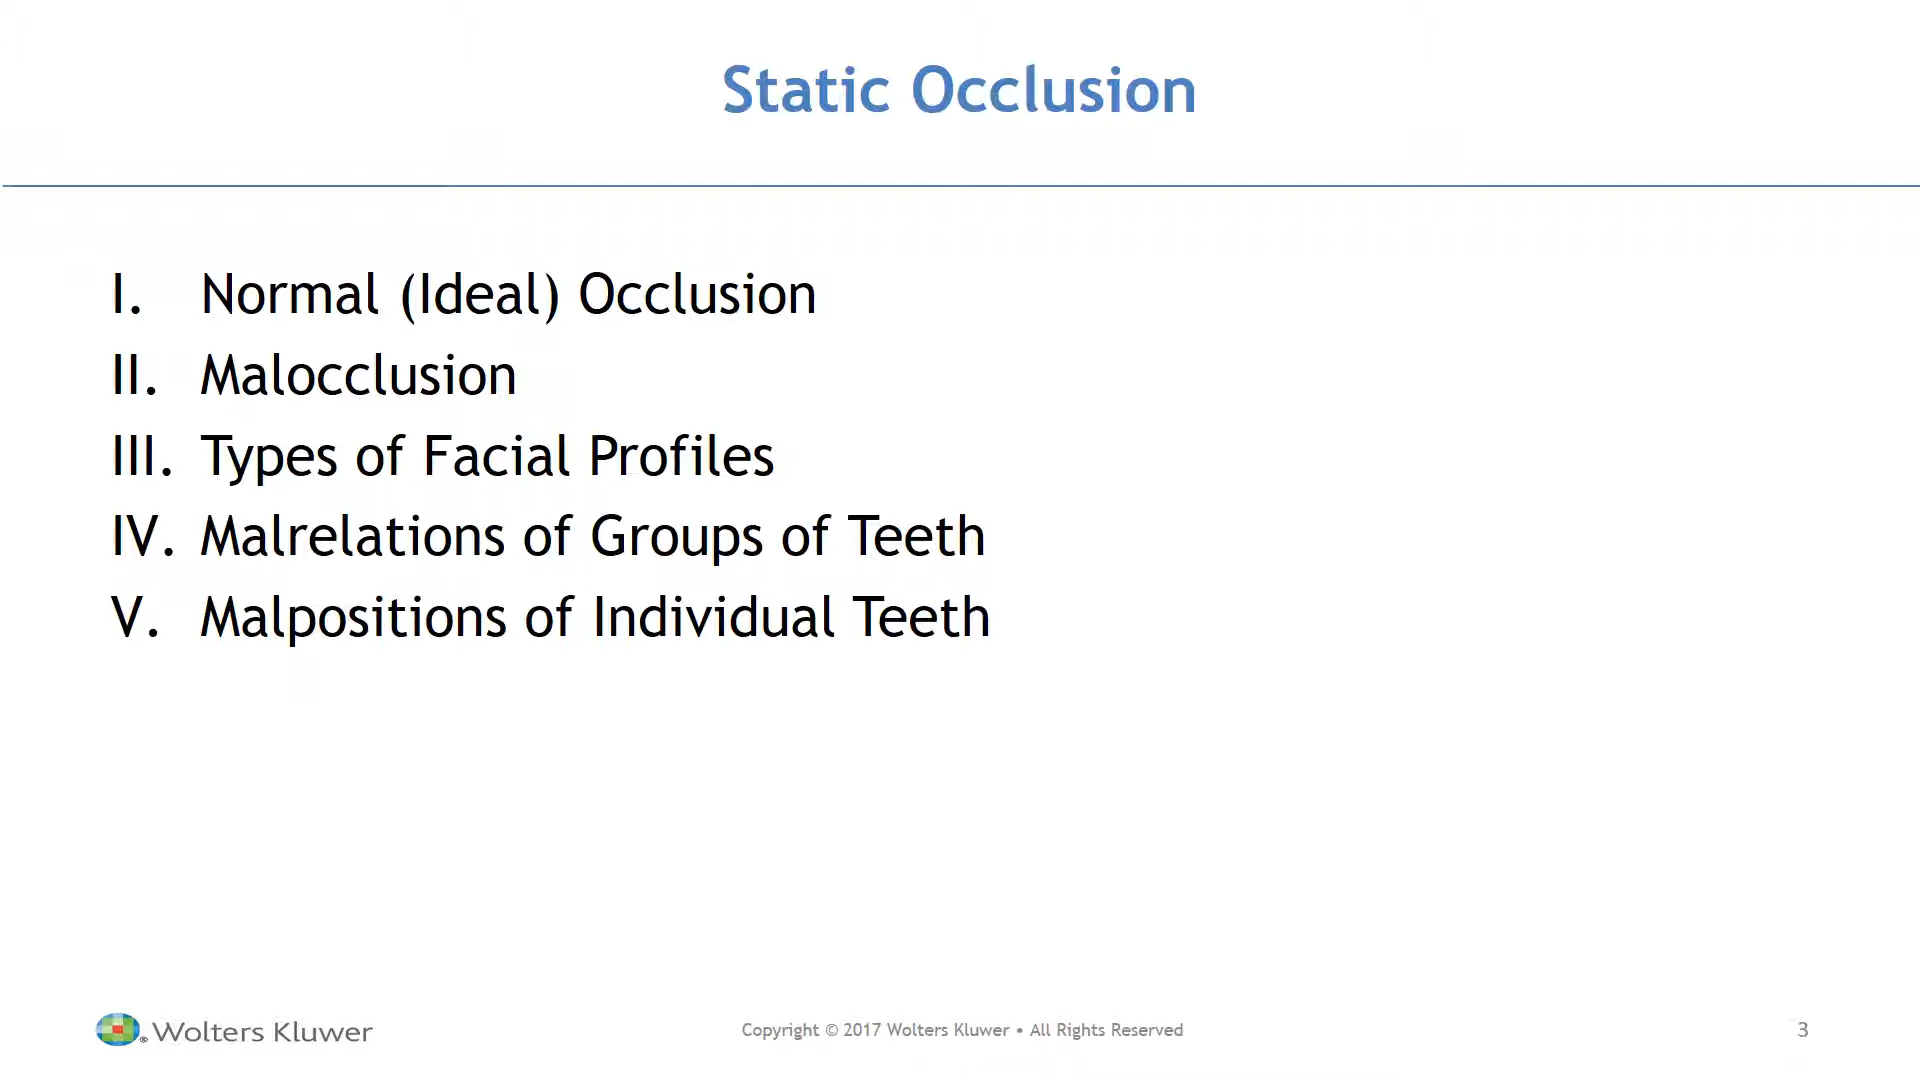 Static Occlusion
I. Normal (Ideal) Occlusion
II. Malocclusion
III. Types of Facial Profiles
IV. Malrelations of Groups of Teeth
V. Malpositions of Individual Teeth
® Wolters Kluwer
Copyright © 2017 Wolters Kluwer • All Rights Reserved
3